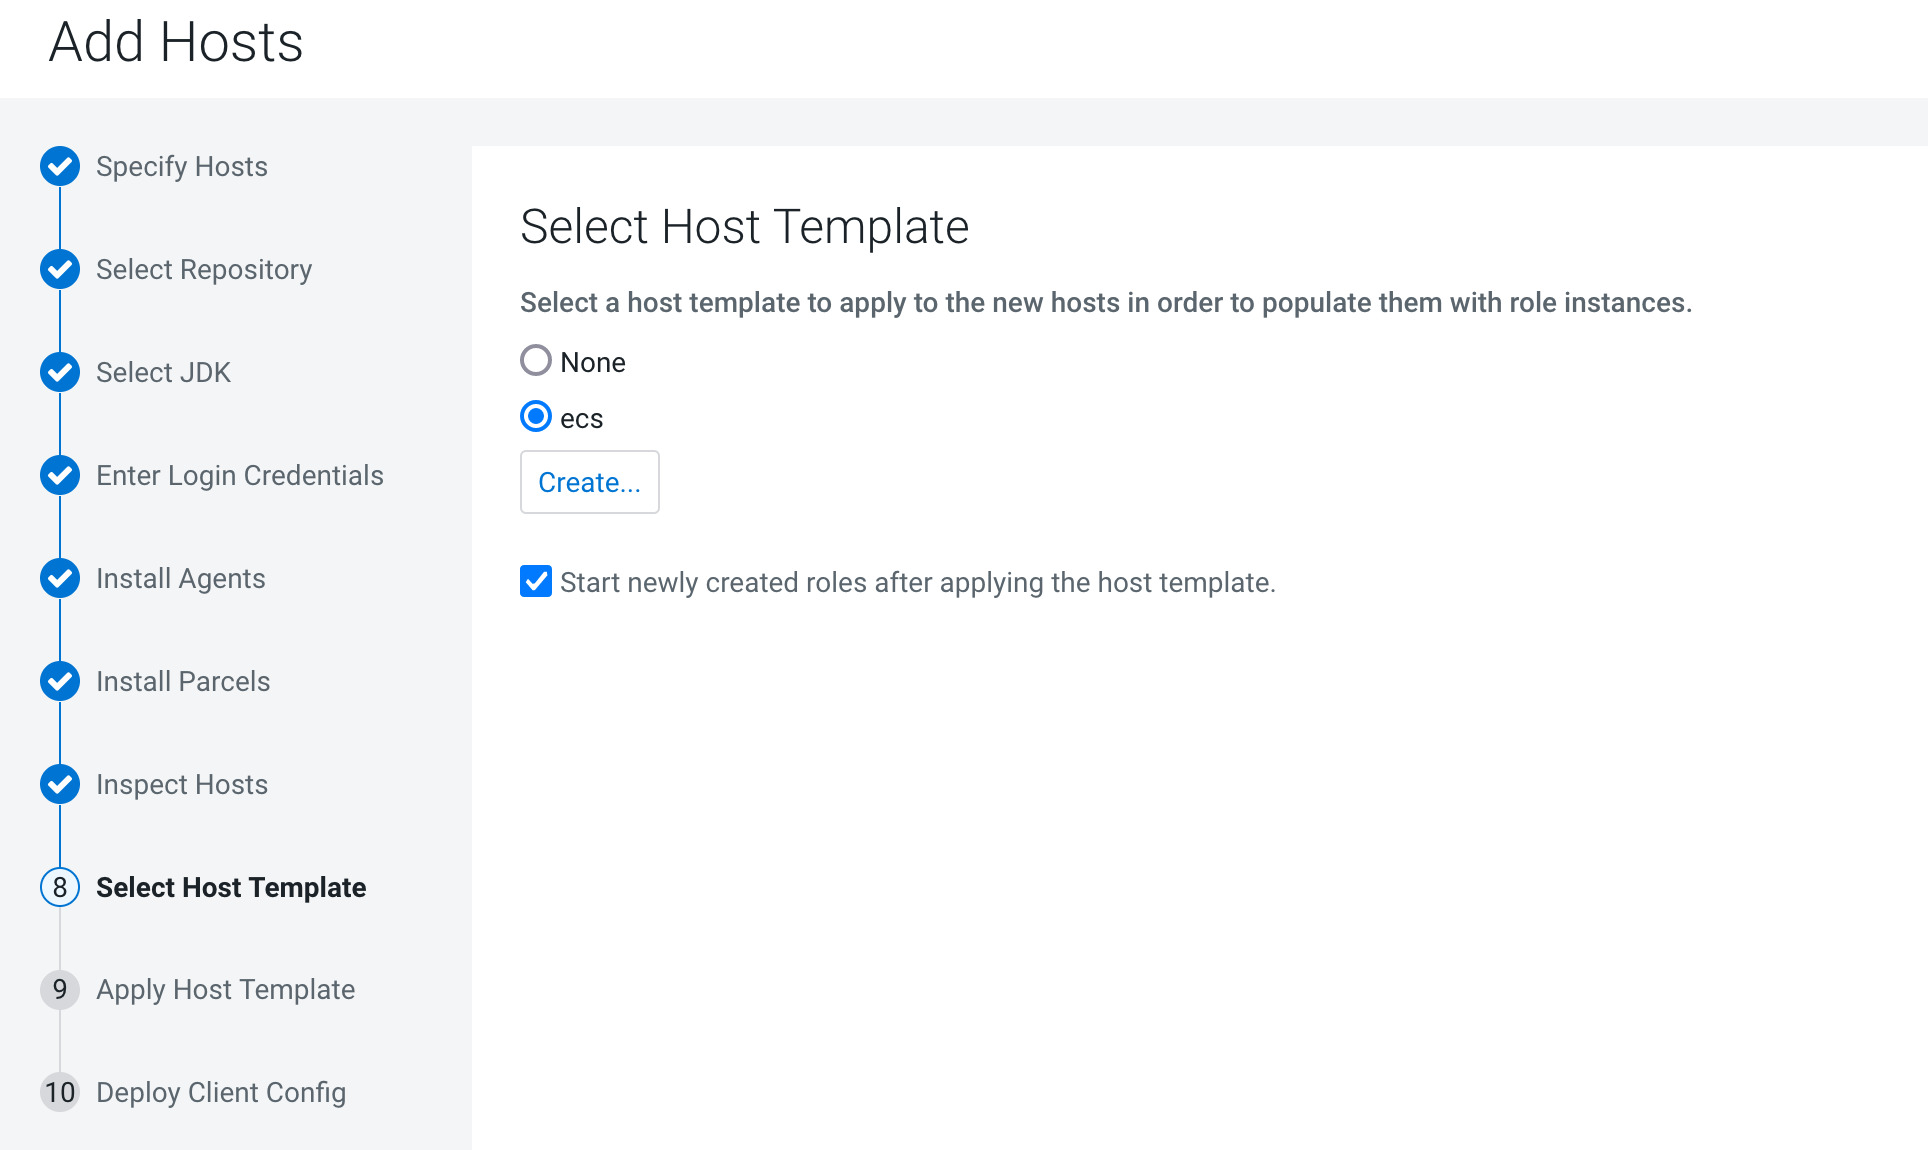 Add Hosts
Specify Hosts
Select Repository
Select JDK
Enter Login Credentials
Install Agents
Install Parcels
Inspect Hosts
8 Select Host Template
9 Apply Host Template
10 Deploy Client Config
Select Host Template
Select a host template to apply to the new hosts in order to populate them with role instances.
None
ecs
Create...
Start newly created roles after applying the host template.